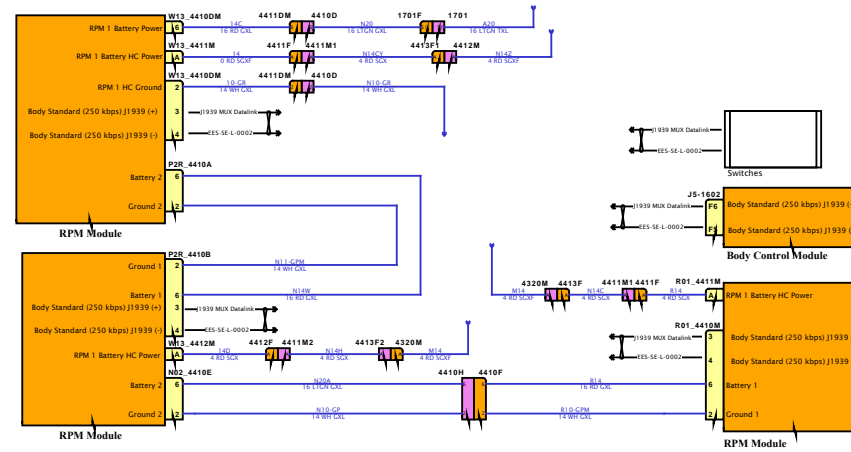 W13_4410DM 14C 4411DM 4410D N20 1701F 1701 A20
RPM 1 Battery Power 6 16 RD GXL 16 LTGN GXL 16 LTGN TXL
W13_4411M 14 4411F 4411M1 N14CY 4413F1 4412M N14Z
RPM 1 Battery HC Power A 0 RD SGXF 4 RD SGX 4 RD SGXF
W13_4410DM 10-GR 4411DM 4410D N10-GR
RPM 1 HC Ground 2 14 WH GXL 14 WH GXL
Body Standard (250 kbps) J1939 (+) 3 J1939 MUX Datalink
Body Standard (250 kbps) J1939 (-) 4 EES-SE-L-0002
P2R_4410A
Battery 2 6
Ground 2 2
RPM Module
J1939 MUX Datalink
EES-SE-L-0002
Switches
J5-1602
J1939 MUX Datalink F6 Body Standard (250 kbps) J1939 (
EES-SE-L-0002 Body Standard (250 kbps) J1939 (
Body Control Module
P2R_4410B
Ground 1 2 N11-GPM
14 WH GXL
Battery 1 6 N14W
16 RD GXL
Body Standard (250 kbps) J1939 (+) 3 J1939 MUX Datalink
Body Standard (250 kbps) J1939 (-) 4 EES-SE-L-0002
W13_4412M 14D 4412F 4411M2 N14H 4413F2 4320M M14
RPM 1 Battery HC Power A 4 RD SGX 4 RD SGX 4 RD SGXF
N02_4410E N20A 4410H 4410F R14
Battery 2 6 16 LTGN GXL 6 6 16 RD GXL
Ground 2 2 N10-GP 2 2 R10-GPM
14 WH GXL 14 WH GXL
RPM Module
M14 4320M 4413F N14C 4411M1 4411F R14 R01_4411M
4 RD SGXF 4 RD SGX 4 RD SGX A RPM 1 Battery HC Power
R01_4410M
J1939 MUX Datalink 3 Body Standard (250 kbps) J1939
EES-SE-L-0002 4 Body Standard (250 kbps) J1939
6 Battery 1
2 Ground 1
RPM Module